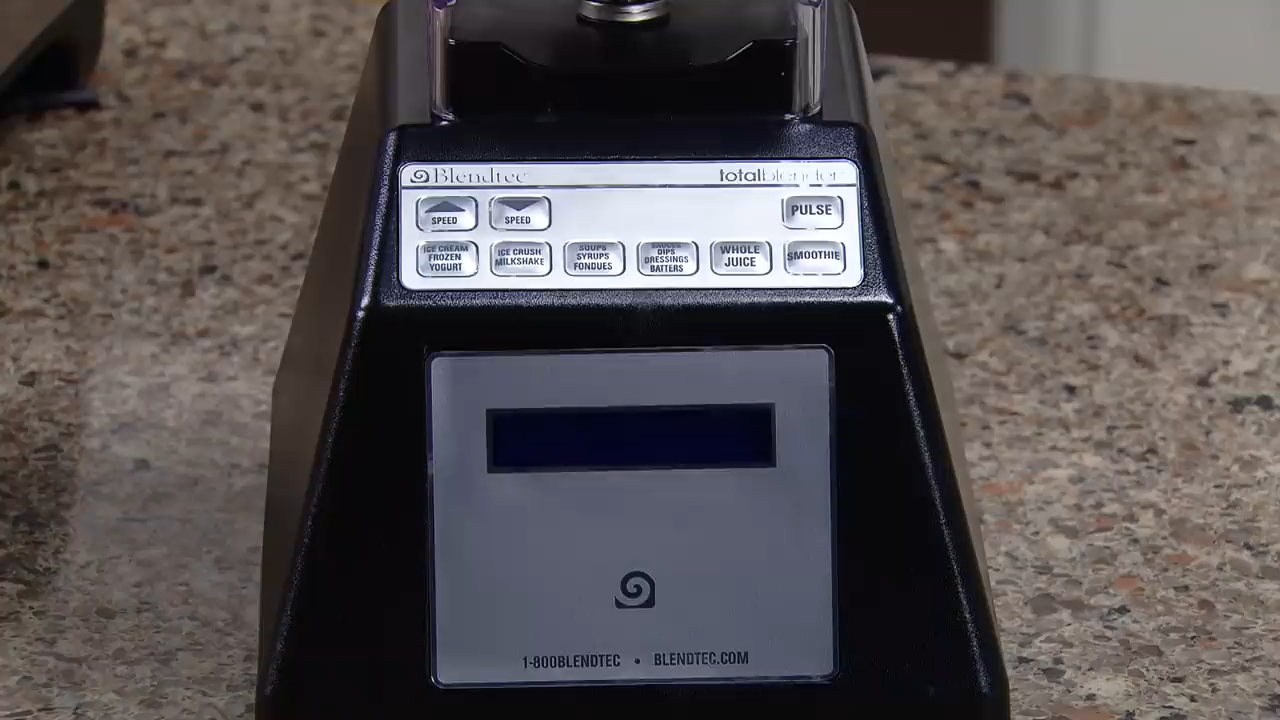 Blendtec
totalblender
SPEED
SPEED
PULSE
ICE CREAM
FROZEN
YOGURT
ICE CRUSH
MILKSHAKE
SOUPS
SYRUPS
FONDUES
SAUCES
DIPS
DRESSINGS
BATTERS
WHOLE
JUICE
SMOOTHIE
1-800BLENDTEC • BLENDTEC.COM